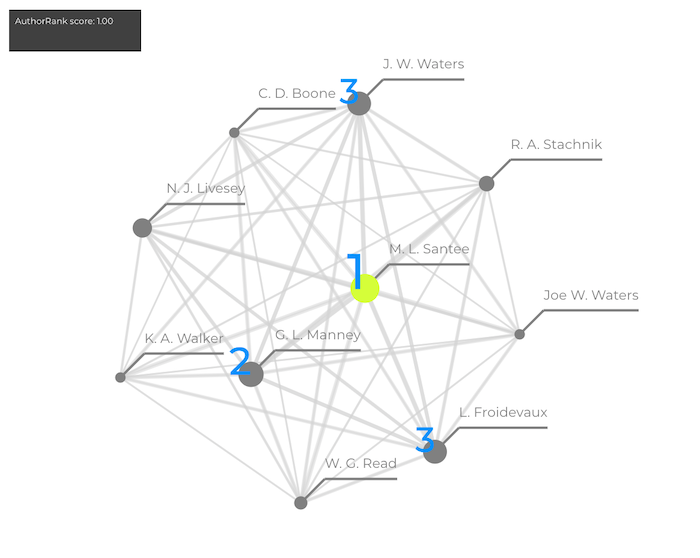 AuthorRank score: 1.00
J. W. Waters
3
C. D. Boone
R. A. Stachnik
N. J. Livesey
M. L. Santee
1
Joe W. Waters
K. A. Walker
G. L. Manney
2
L. Froidevaux
3
W. G. Read